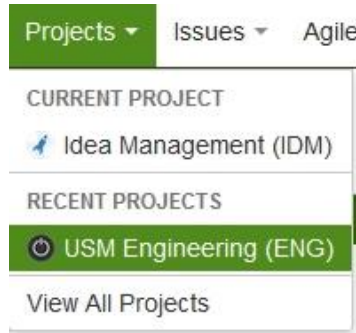 Projects Issues Agile
CURRENT PROJECT
Idea Management (IDM)
RECENT PROJECTS
USM Engineering (ENG)
View All Projects